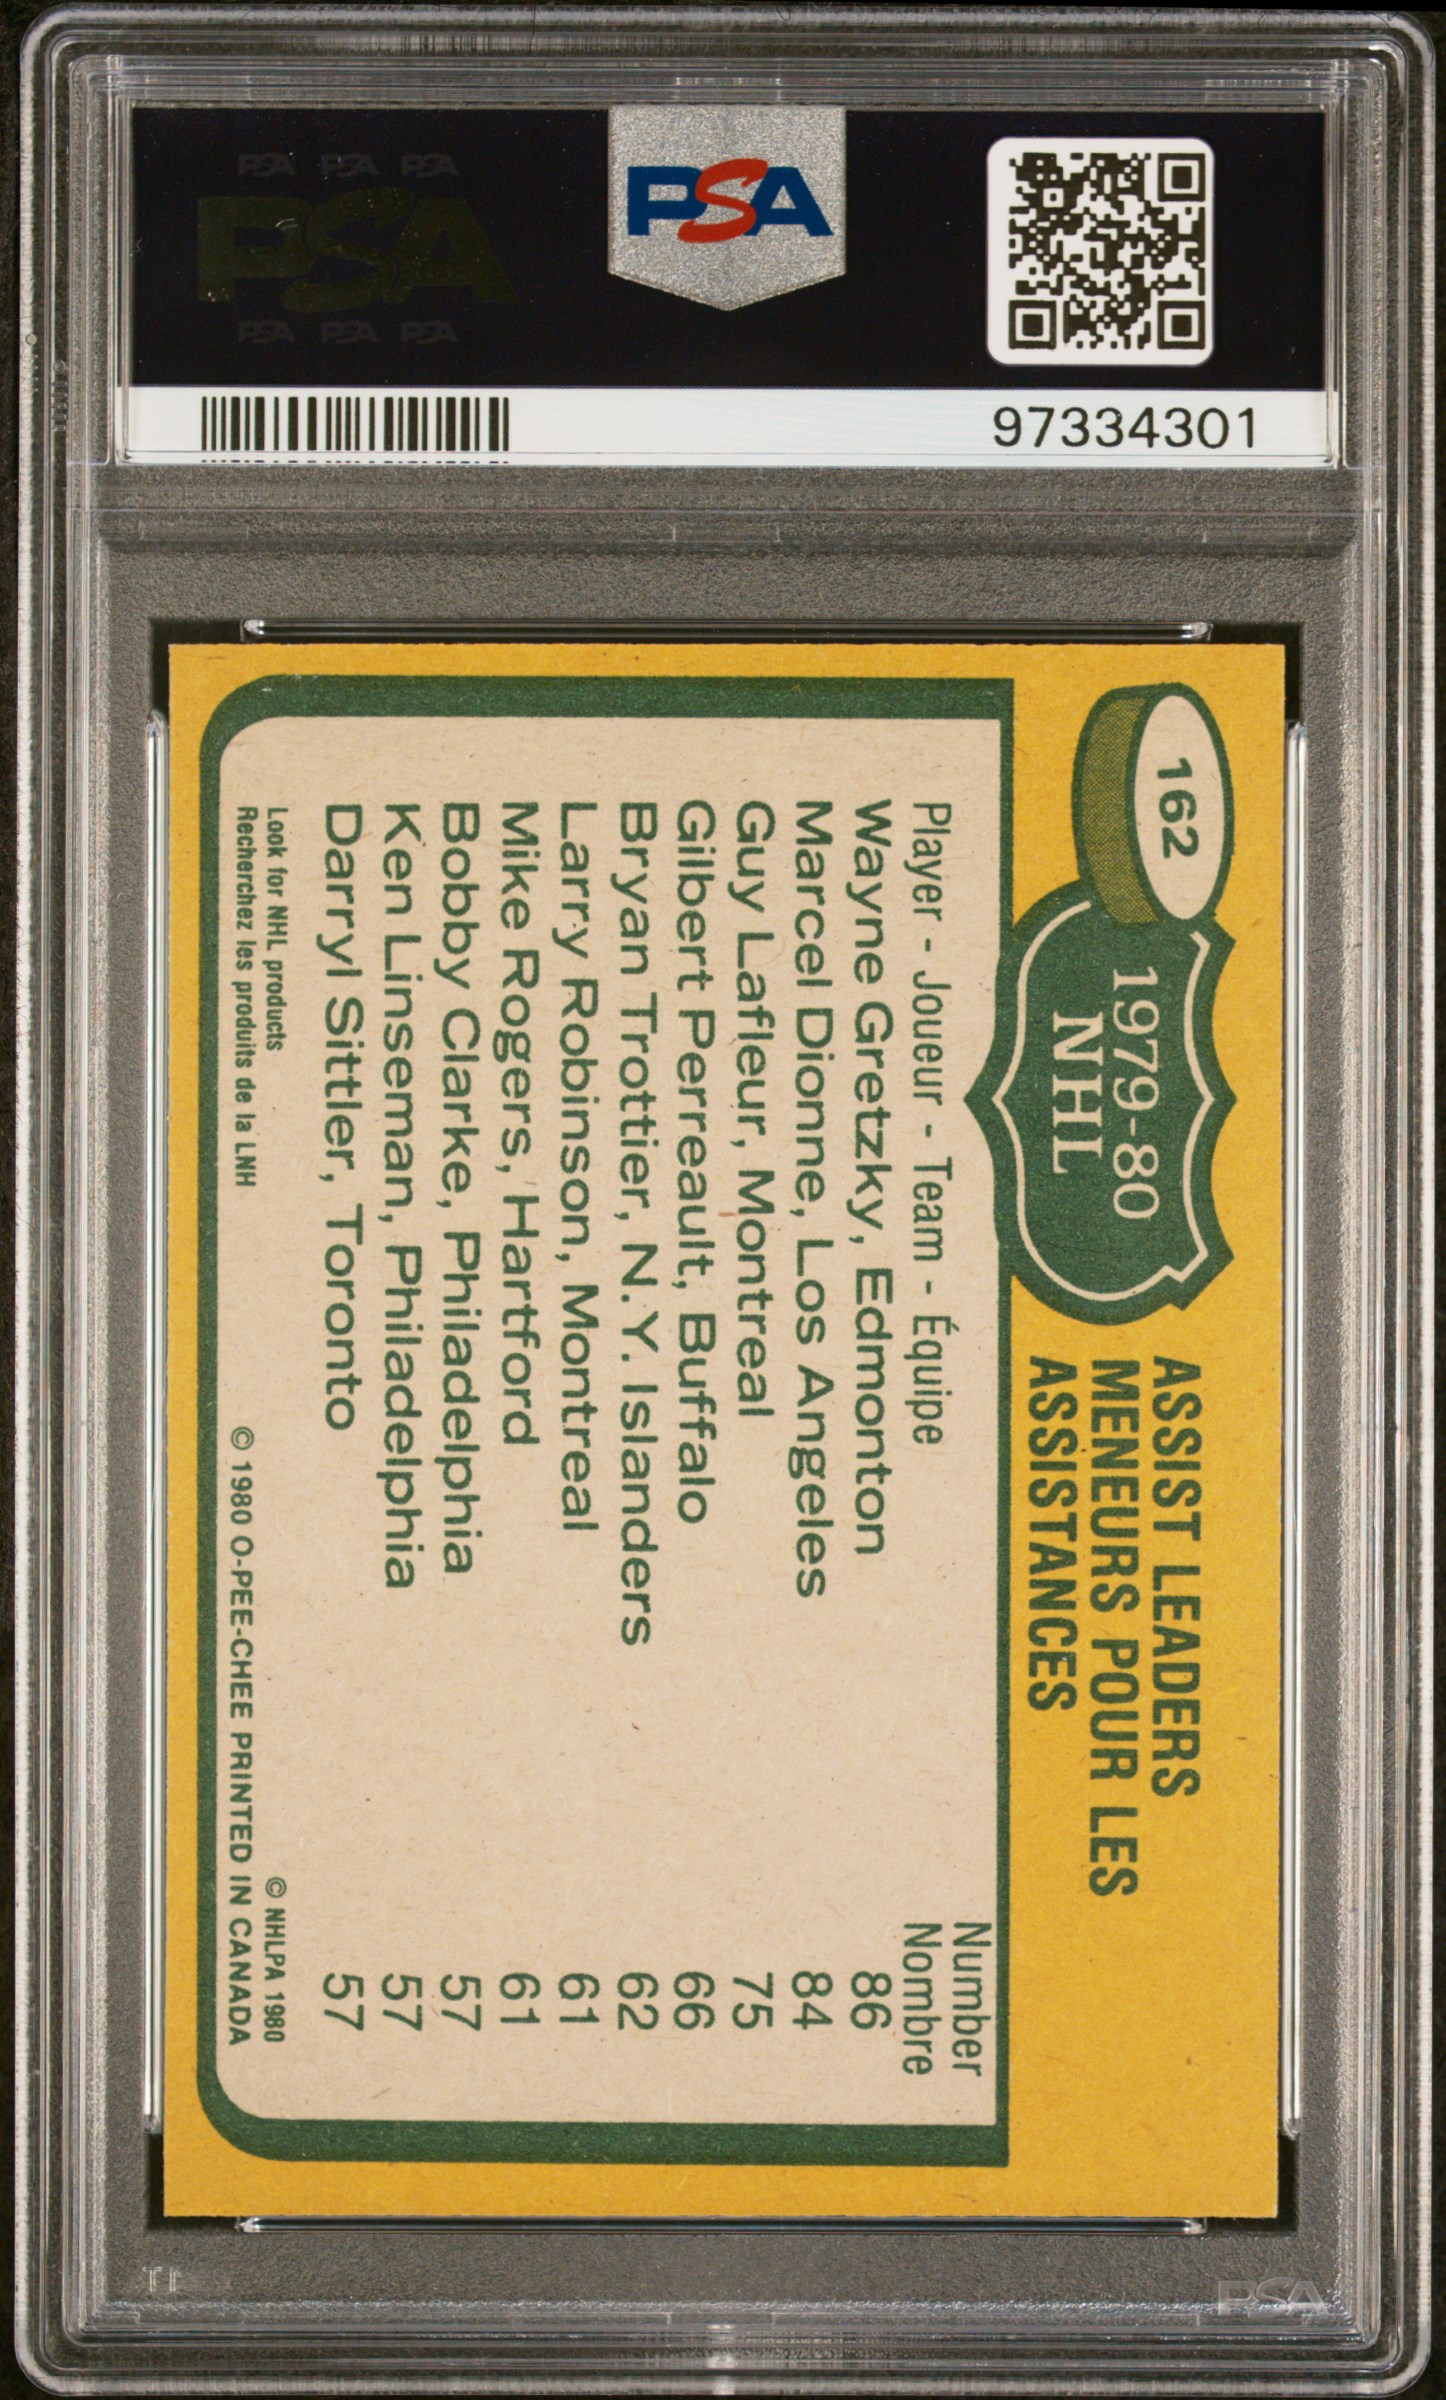 PSA PSA PSA
PSA
PSA PSA PSA
PSA
97334301
162
1979-80
NHL
ASSIST LEADERS
MENEURS POUR LES
ASSISTANCES
Player - Joueur - Team - Équipe Number Nombre
Wayne Gretzky, Edmonton 86
Marcel Dionne, Los Angeles 84
Guy Lafleur, Montreal 75
Gilbert Perreault, Buffalo 66
Bryan Trottier, N.Y. Islanders 62
Larry Robinson, Montreal 61
Mike Rogers, Hartford 61
Bobby Clarke, Philadelphia 57
Ken Linseman, Philadelphia 57
Darryl Sittler, Toronto 57
Look for NHL products © NHLPA 1980
Recherchez les produits de la LNH © 1980 O-PEE-CHEE PRINTED IN CANADA
PSA